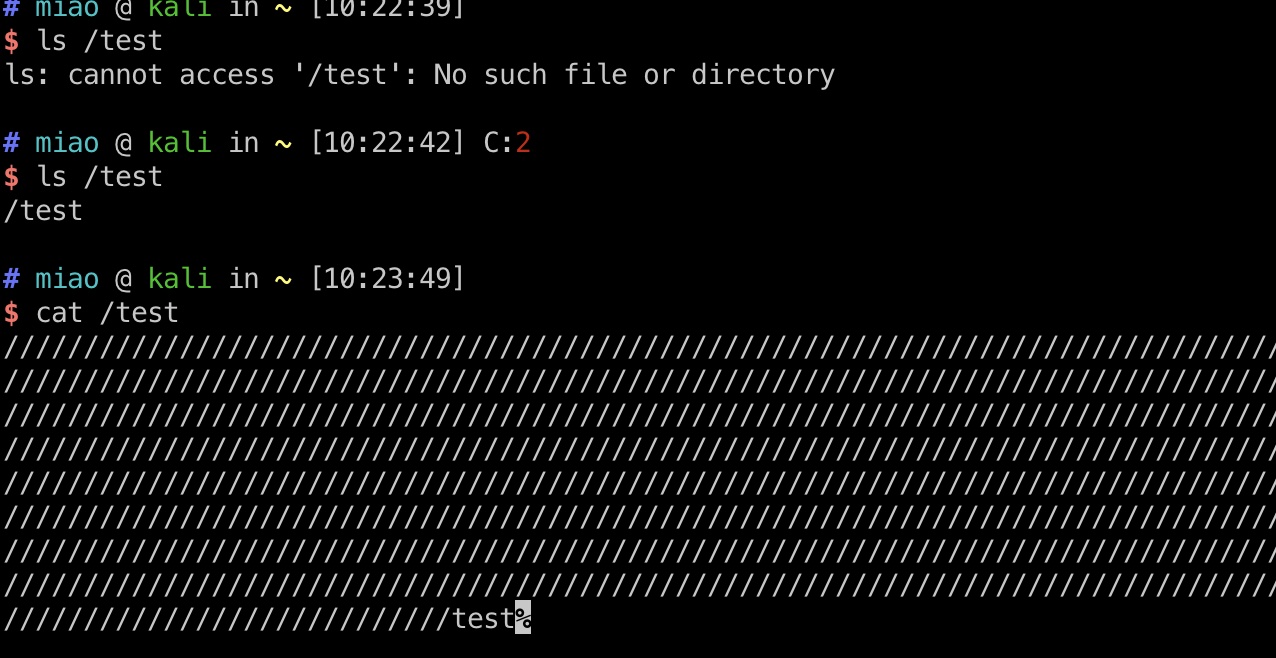 # miao @ kali in ~ [10:22:39]
$ ls /test
ls: cannot access '/test': No such file or directory
# miao @ kali in ~ [10:22:42] C:2
$ ls /test
/test
# miao @ kali in ~ [10:23:49]
$ cat /test
////////////////////////////////////////////////////////////////////////////////
////////////////////////////////////////////////////////////////////////////////
////////////////////////////////////////////////////////////////////////////////
////////////////////////////////////////////////////////////////////////////////
////////////////////////////////////////////////////////////////////////////////
////////////////////////////////////////////////////////////////////////////////
////////////////////////////////////////////////////////////////////////////////
////////////////////////////////////////////////////////////////////////////////
////////////////////////////test%